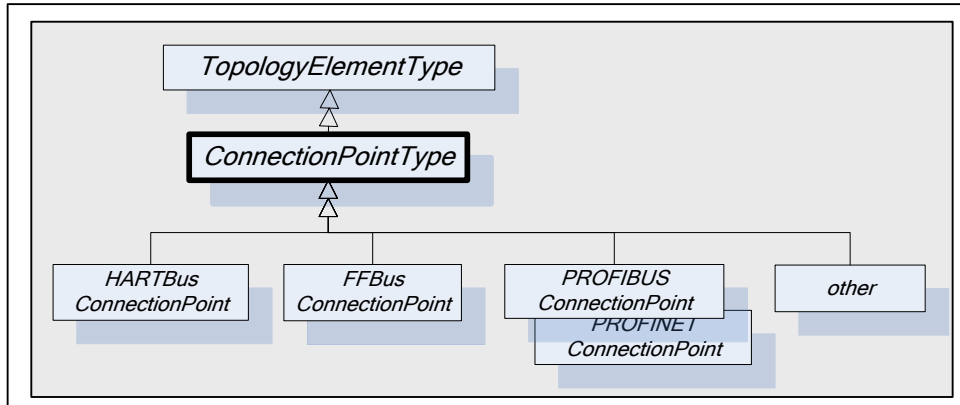 TopologyElementType
ConnectionPointType
HARTBus
ConnectionPoint
FFBus
ConnectionPoint
PROFIBUS
ConnectionPoint
PROFINET
ConnectionPoint
other